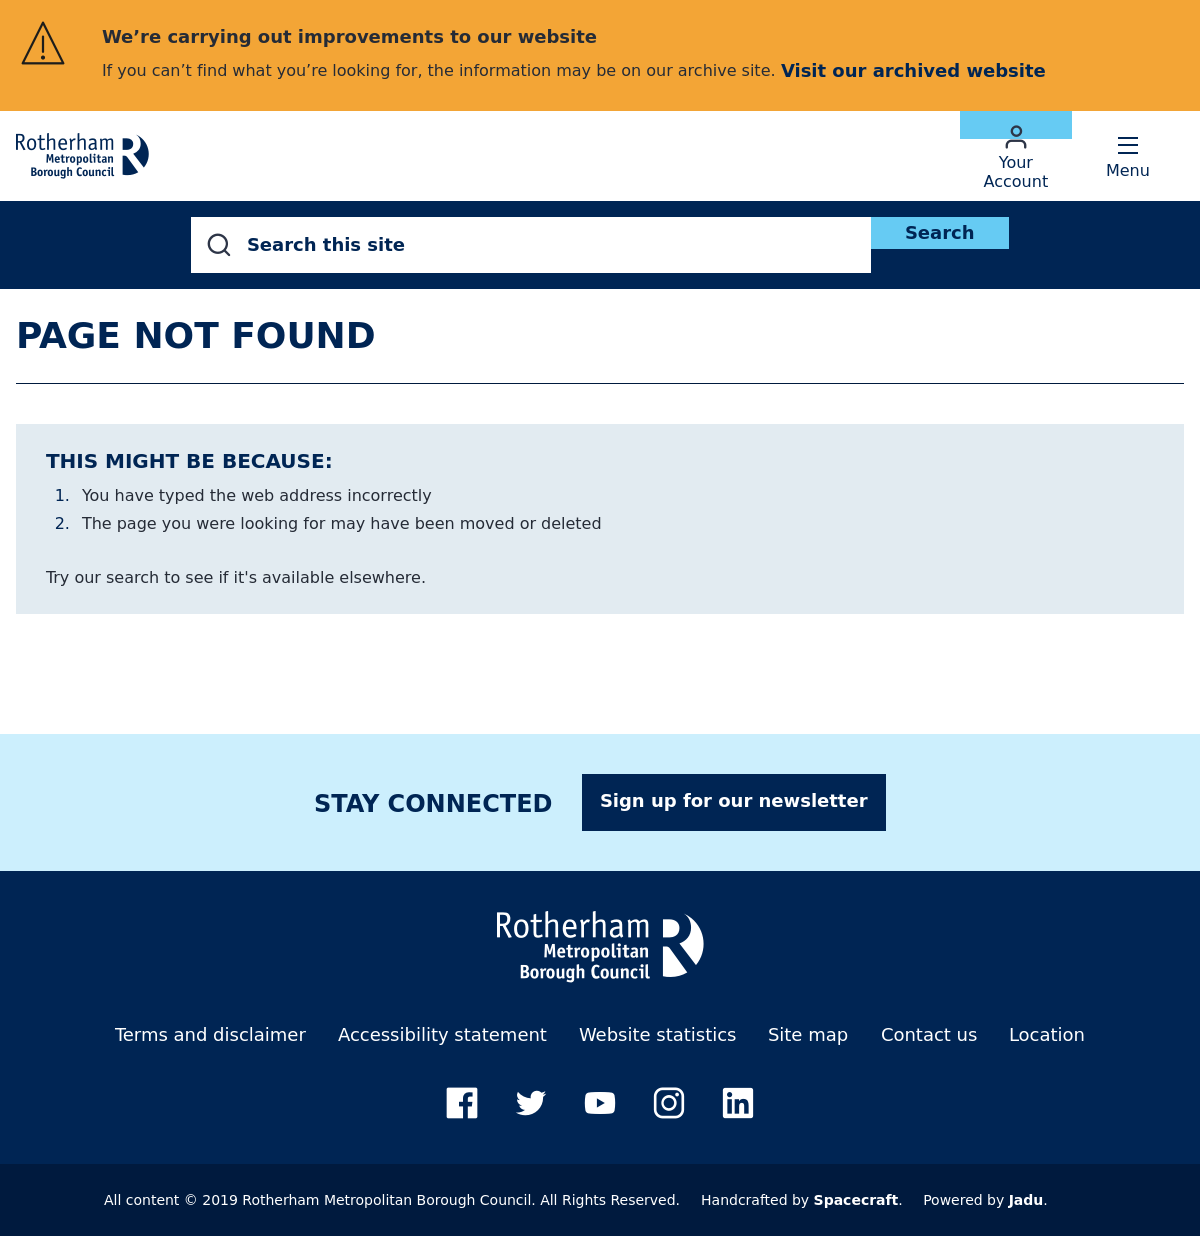 We’re carrying out improvements to our website
If you can’t find what you’re looking for, the information may be on our archive site. Visit our archived website
Rotherham
Metropolitan
Borough Council
Your
Account
Menu
Search this site
Search
PAGE NOT FOUND
THIS MIGHT BE BECAUSE:
1. You have typed the web address incorrectly
2. The page you were looking for may have been moved or deleted
Try our search to see if it's available elsewhere.
STAY CONNECTED
Sign up for our newsletter
Rotherham
Metropolitan
Borough Council
Terms and disclaimer Accessibility statement Website statistics Site map Contact us Location
All content © 2019 Rotherham Metropolitan Borough Council. All Rights Reserved. Handcrafted by Spacecraft. Powered by Jadu.